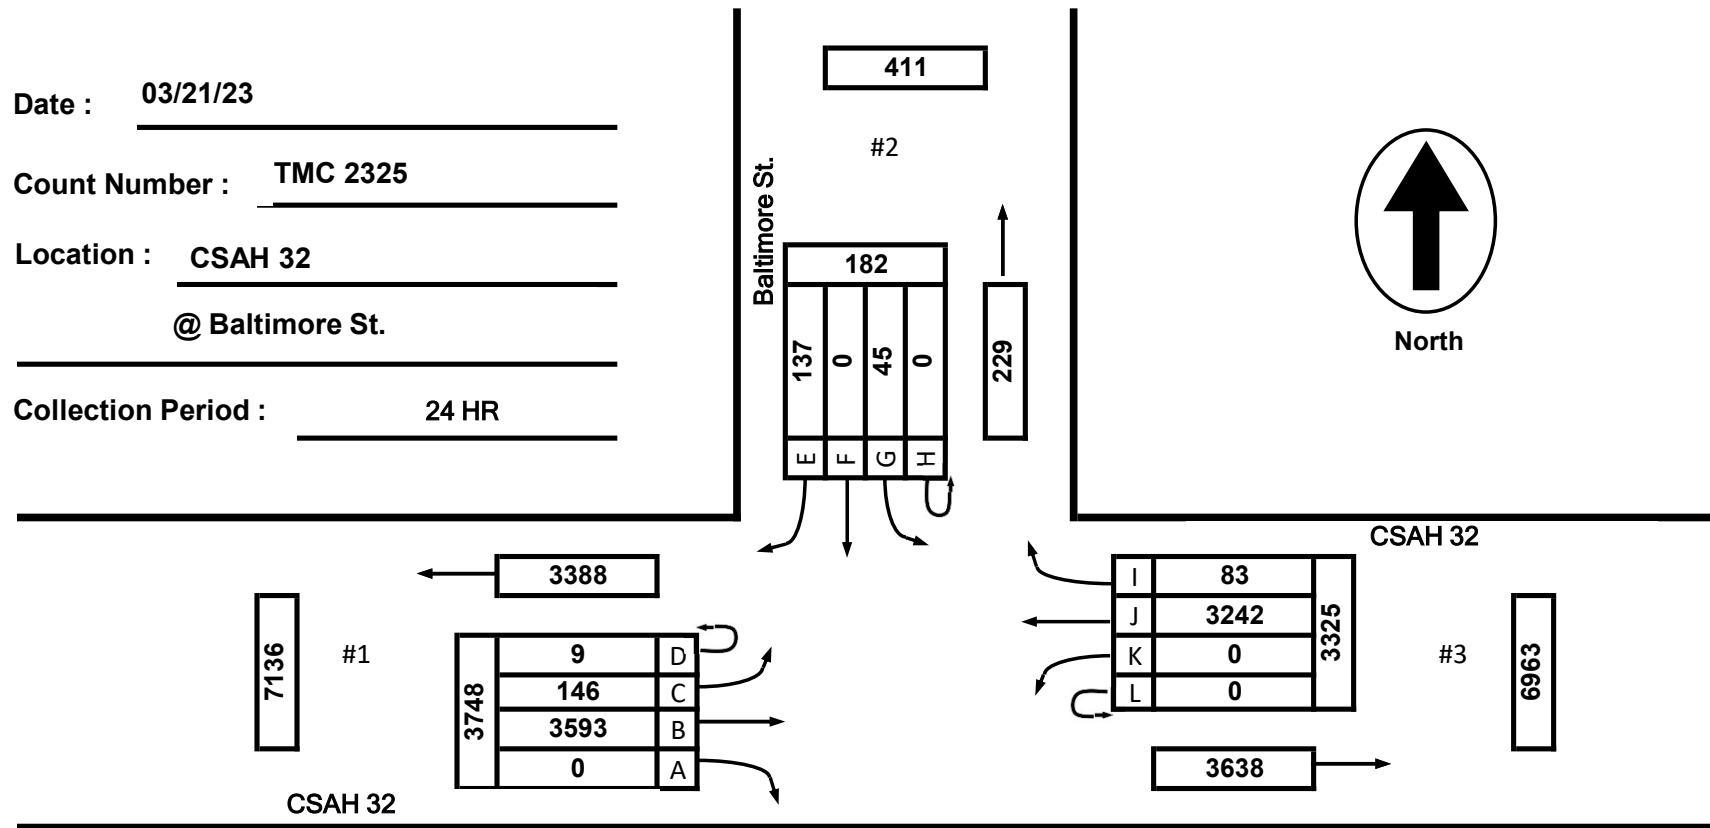 Date : 03/21/23
Count Number : TMC 2325
Location : CSAH 32
@ Baltimore St.
Collection Period : 24 HR
411
#2
Baltimore St.
182
137 0 45 0
E F G H
229
North
CSAH 32
3388
7136
#1
3748
9 D
146 C
3593 B
0 A
CSAH 32
I 83
J 3242
K 0
L 0
3325
#3
6963
3638